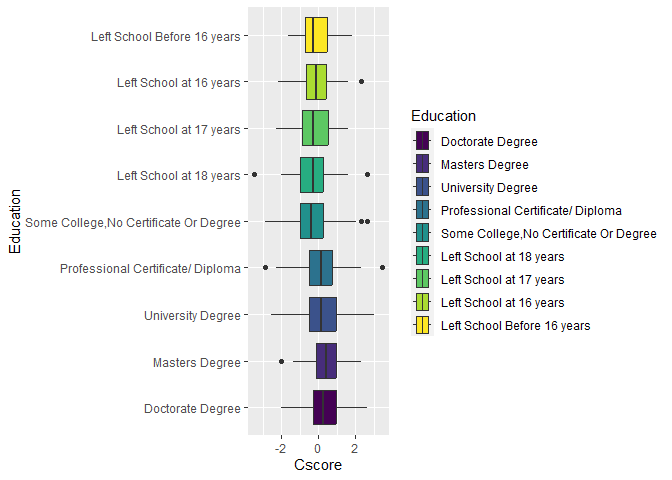 Left School Before 16 years
Left School at 16 years
Left School at 17 years
Left School at 18 years
Some College,No Certificate Or Degree
Professional Certificate/ Diploma
University Degree
Masters Degree
Doctorate Degree
Education
-2 0 2
Cscore
Education
Doctorate Degree
Masters Degree
University Degree
Professional Certificate/ Diploma
Some College,No Certificate Or Degree
Left School at 18 years
Left School at 17 years
Left School at 16 years
Left School Before 16 years